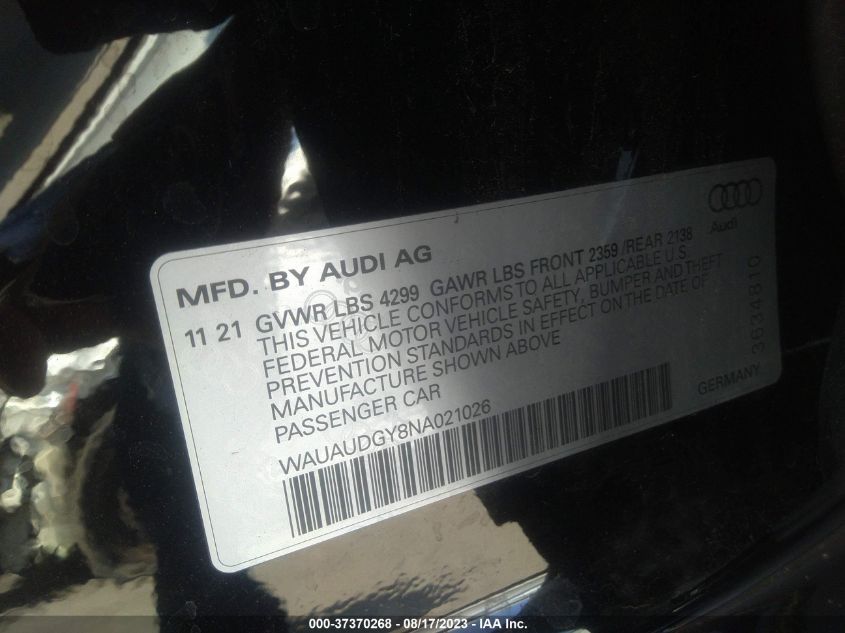 Audi
MFD. BY AUDI AG
11 21 GVWR LBS 4299 GAWR LBS FRONT 2359 /REAR 2138
THIS VEHICLE CONFORMS TO ALL APPLICABLE U.S.
FEDERAL MOTOR VEHICLE SAFETY, BUMPER AND THEFT
PREVENTION STANDARDS IN EFFECT ON THE DATE OF
MANUFACTURE SHOWN ABOVE
PASSENGER CAR
WAUAUDGY8NA021026
GERMANY
3634810
000-37370268 - 08/17/2023 - IAA Inc.